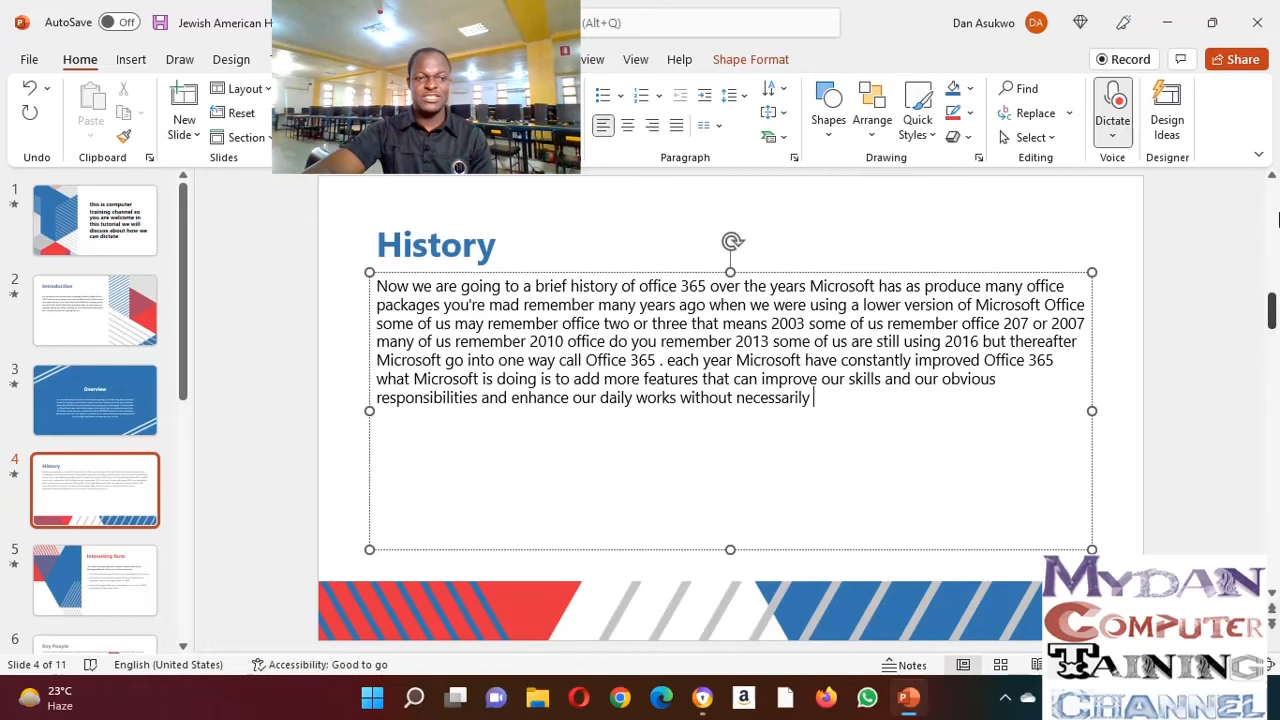 AutoSave Off Jewish American H (Alt+Q) Dan Asukwo DA
File Home Insert Draw Design view View Help Shape Format Record Share
Layout Find
Paste New Slide Reset Shapes Arrange Quick Styles Replace Dictate Design Ideas
Section Select
Undo Clipboard Slides Paragraph Drawing Editing Voice Designer
1
this is computer
training channel so
you are welcome in
this tutorial we will
discuss about how we
can dictate
2
Introduction
3
Overview
4
History
5
Interesting facts
6
Key People
History
Now we are going to a brief history of office 365 over the years Microsoft has as produce many office
packages you're mad remember many years ago when we were using a lower version of Microsoft Office
some of us may remember office two or three that means 2003 some of us remember office 207 or 2007
many of us remember 2010 office do you remember 2013 some of us are still using 2016 but thereafter
Microsoft go into one way call Office 365 . each year Microsoft have constantly improved Office 365
what Microsoft is doing is to add more features that can improve our skills and our obvious
responsibilities and enhance our daily works without necessarily
MYDAN
COMPUTER
TAINING
CHANNEL
Slide 4 of 11 English (United States) Accessibility: Good to go Notes
23°C
Haze